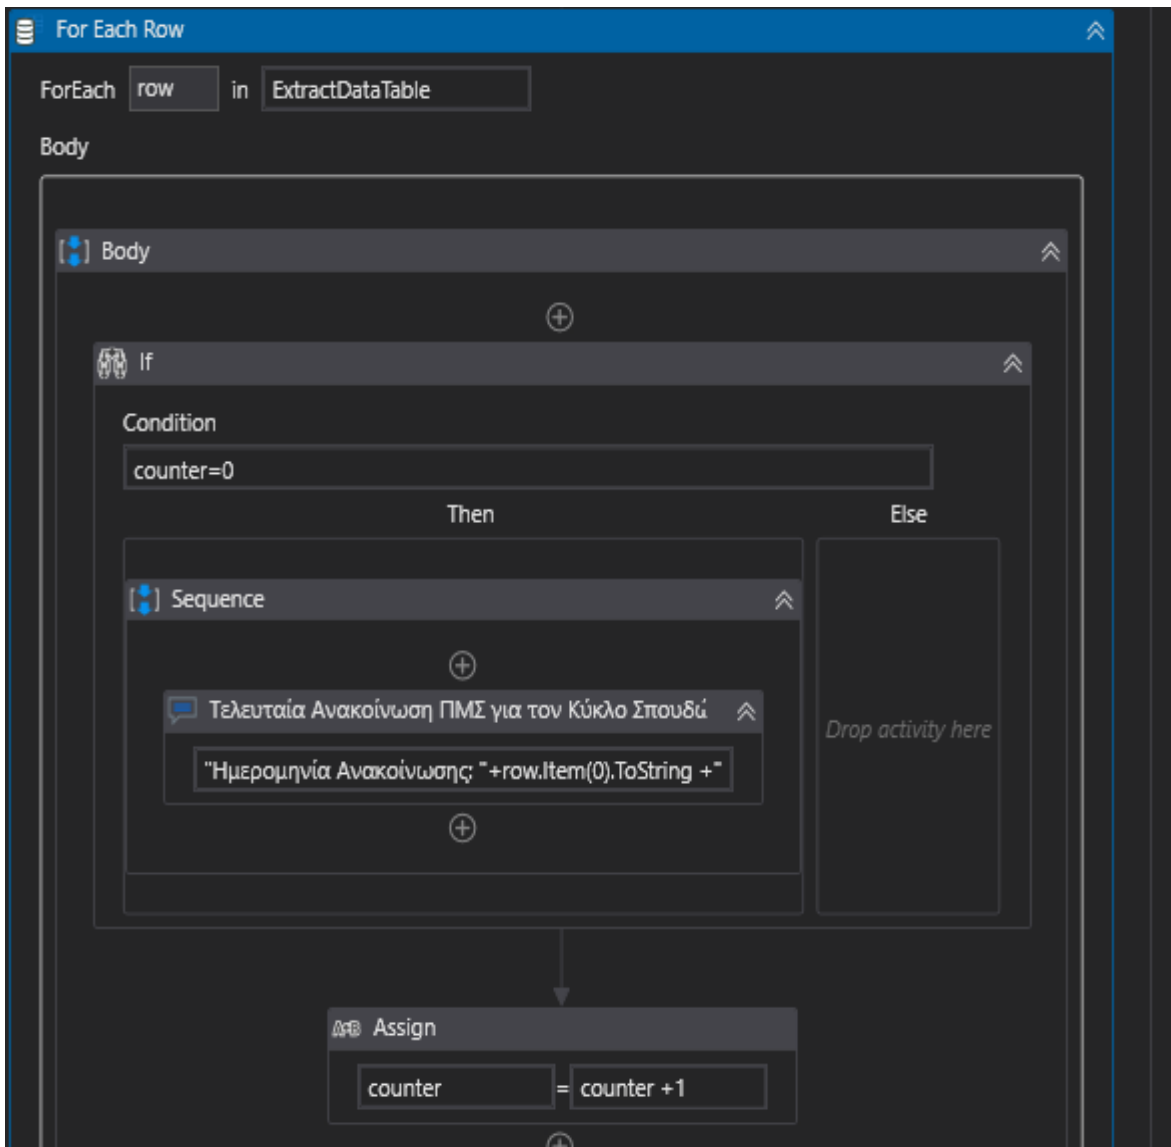 For Each Row
ForEach row in ExtractDataTable
Body
Body
If
Condition
counter=0
Then Else
Sequence
Τελευταία Ανακοίνωση ΠΜΣ για τον Κύκλο Σπουδώ
Drop activity here
"Ημερομηνία Ανακοίνωσης: "+row.Item(0).ToString +"
A=B Assign
counter = counter +1